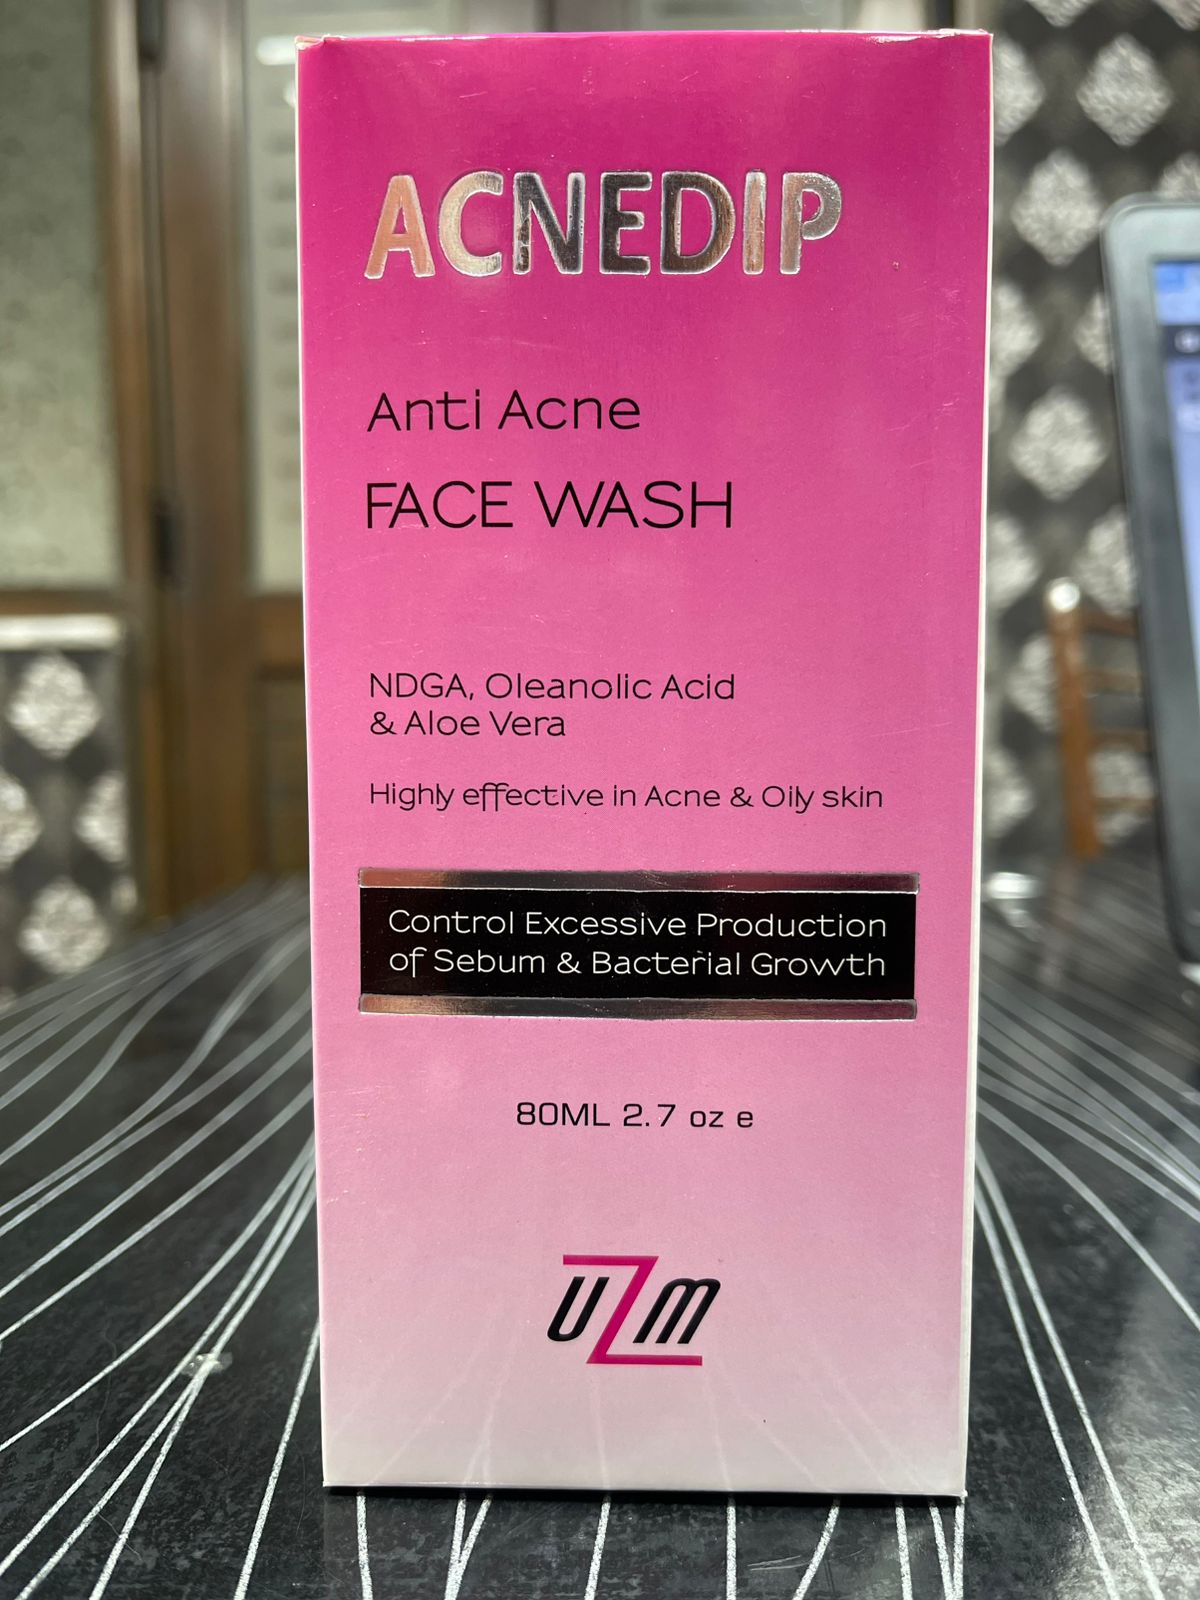 ACNEDIP
Anti Acne
FACE WASH
NDGA, Oleanolic Acid
& Aloe Vera
Highly effective in Acne & Oily skin
Control Excessive Production
of Sebum & Bacterial Growth
80ML 2.7 oz e
UZM